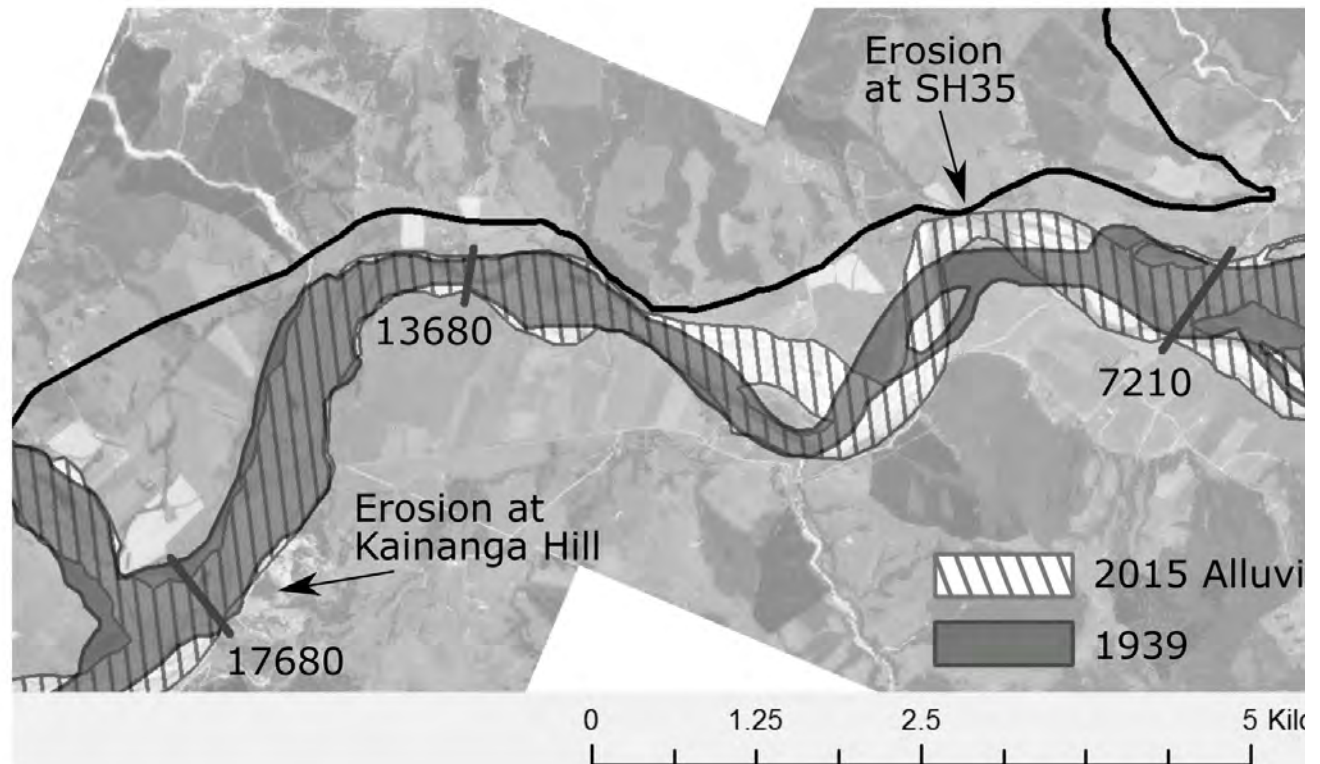 Erosion
at SH35
13680
7210
Erosion at
Kainanga Hill
17680
2015 Alluvi
1939
0 1.25 2.5 5 Kilo